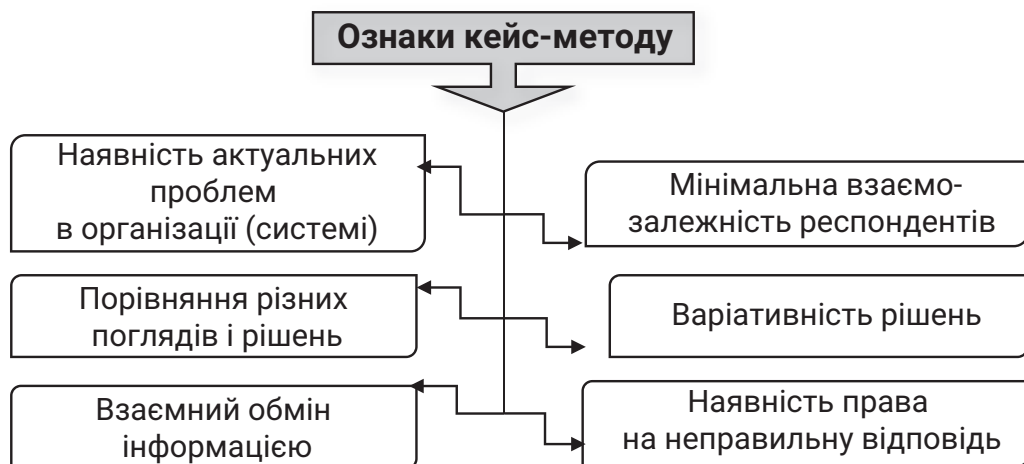 Ознаки кейс-методу
Наявність актуальних
проблем
в організації (системі)
Мінімальна взаємо-
залежність респондентів
Порівняння різних
поглядів і рішень
Варіативність рішень
Взаємний обмін
інформацією
Наявність права
на неправильну відповідь